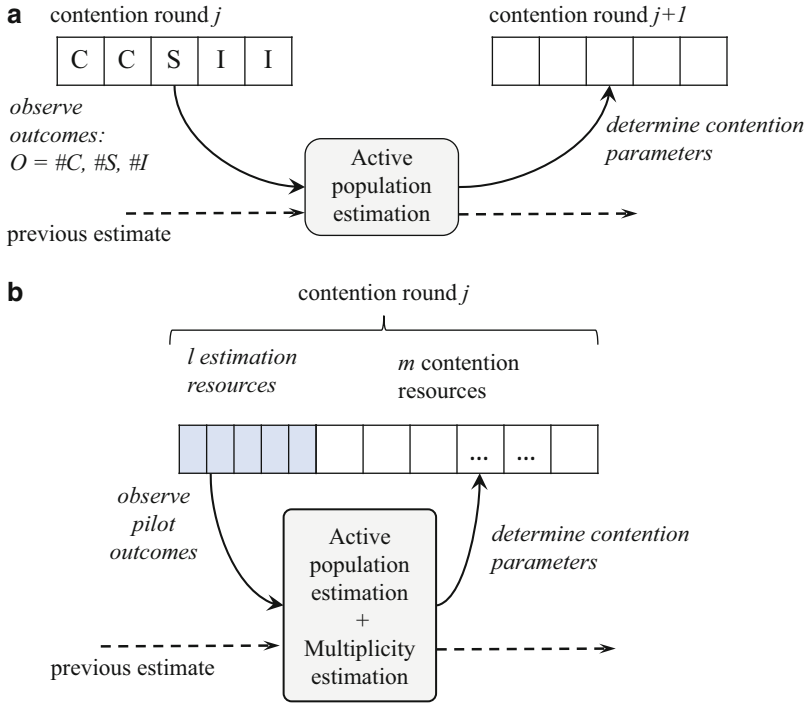 a
contention round j
contention round j+1
C C S I I
observe
outcomes:
O = #C, #S, #I
determine contention
parameters
Active
population
estimation
previous estimate
b
contention round j
l estimation
resources
m contention
resources
... ...
observe
pilot
outcomes
Active
population
estimation
+
Multiplicity
estimation
determine contention
parameters
previous estimate